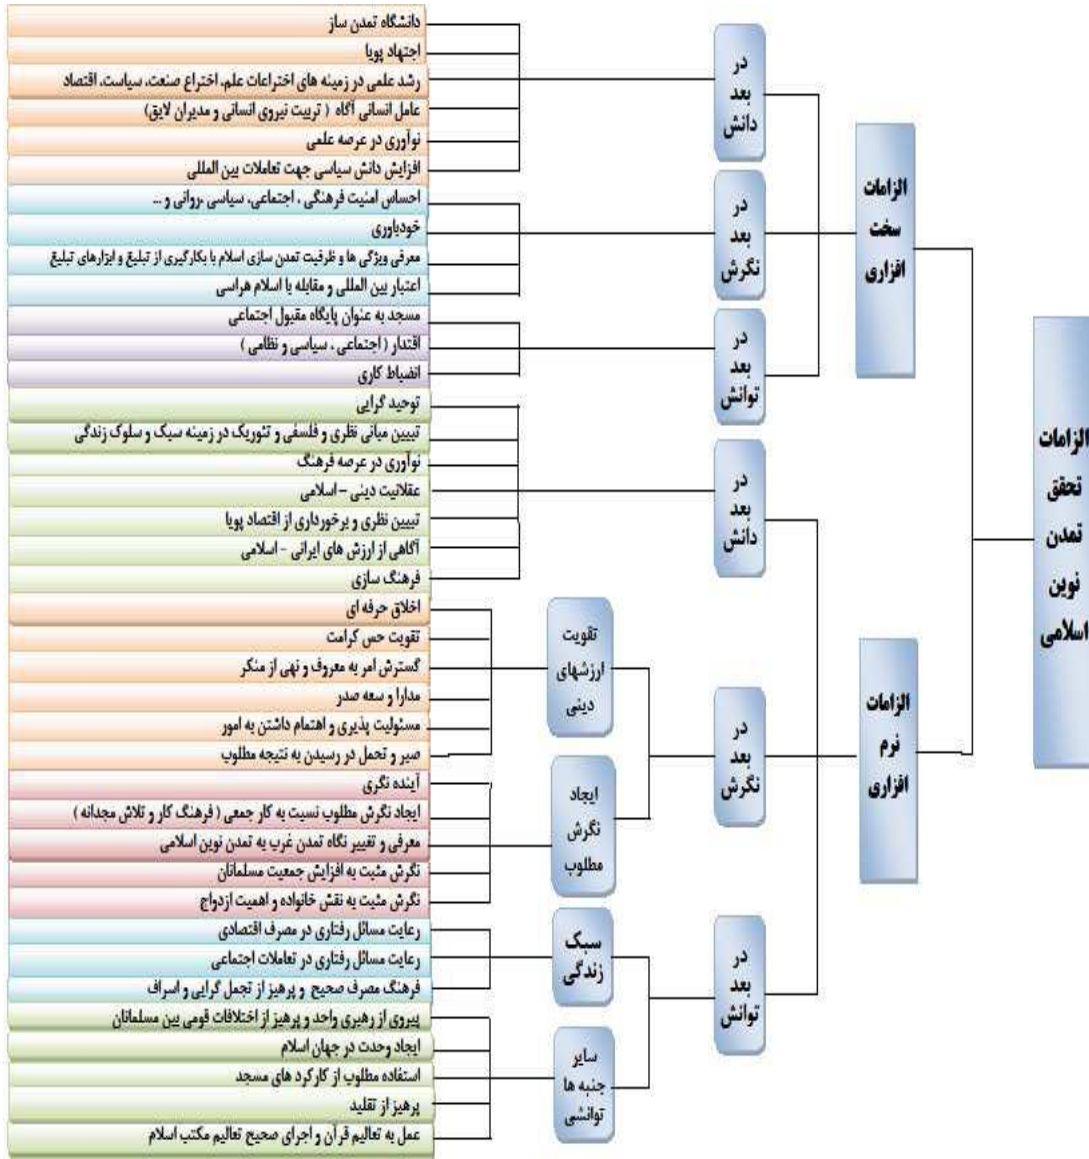 الزامات
تحقق
تمدن
نوین
اسلامی
الزامات
سخت
افزاری
در
بعد
دانش
دانشگاه تمدن ساز
اجتهاد پویا
رشد علمی در زمینه های اختراعات علم، اختراع صنعت، سیاست، اقتصاد
عامل انسانی آگاه ( تربیت نیروی انسانی و مدیران لایق)
نوآوری در عرصه علمی
افزایش دانش سیاسی جهت تعاملات بین المللی
در
بعد
نگرش
احساس امنیت فرهنگی ، اجتماعی، سیاسی ،روانی و ...
خودباوری
معرفی ویژگی ها و ظرفیت تمدن سازی اسلام با بکارگیری از تبلیغ و ابزارهای تبلیغ
اعتبار بین المللی و مقابله با اسلام هراسی
در
بعد
توانش
مسجد به عنوان پایگاه مقبول اجتماعی
اقتدار ( اجتماعی ، سیاسی و نظامی )
انضباط کاری
الزامات
نرم
افزاری
در
بعد
دانش
توحید گرایی
تبیین مبانی نظری و فلسفی و تئوریک در زمینه سبک و سلوک زندگی
نوآوری در عرصه فرهنگ
عقلانیت دینی – اسلامی
تبیین نظری و برخورداری از اقتصاد پویا
آگاهی از ارزش های ایرانی - اسلامی
فرهنگ سازی
در
بعد
نگرش
تقویت
ارزشهای
دینی
اخلاق حرفه ای
تقویت حس کرامت
گسترش امر به معروف و نهی از منکر
مدارا و سعه صدر
مسئولیت پذیری و اهتمام داشتن به امور
صبر و تحمل در رسیدن به نتیجه مطلوب
ایجاد
نگرش
مطلوب
آینده نگری
ایجاد نگرش مطلوب نسبت به کار جمعی ( فرهنگ کار و تلاش مجدانه )
معرفی و تغییر نگاه تمدن غرب به تمدن نوین اسلامی
نگرش مثبت به افزایش جمعیت مسلمانان
نگرش مثبت به نقش خانواده و اهمیت ازدواج
در
بعد
توانش
سبک
زندگی
رعایت مسائل رفتاری در مصرف اقتصادی
رعایت مسائل رفتاری در تعاملات اجتماعی
فرهنگ مصرف صحیح و پرهیز از تجمل گرایی و اسراف
سایر
جنبه ها
توانشی
پیروی از رهبری واحد و پرهیز از اختلافات قومی بین مسلمانان
ایجاد وحدت در جهان اسلام
استفاده مطلوب از کارکرد های مسجد
پرهیز از تقلید
عمل به تعالیم قرآن و اجرای صحیح تعالیم مکتب اسلام